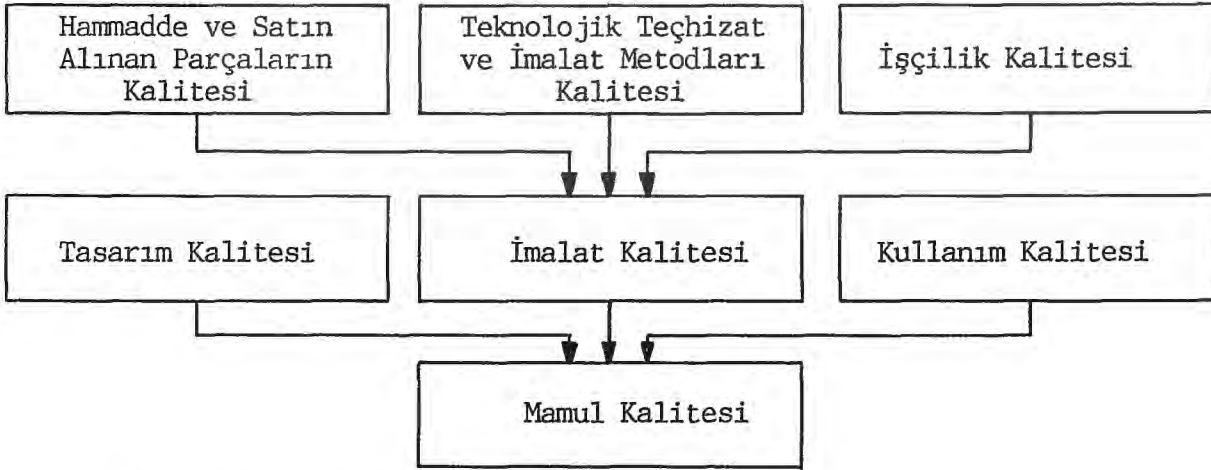 Hammadde ve Satın
Alınan Parçaların
Kalitesi
Teknolojik Teçhizat
ve İmalat Metodları
Kalitesi
İşçilik Kalitesi
Tasarım Kalitesi
İmalat Kalitesi
Kullanım Kalitesi
Mamul Kalitesi